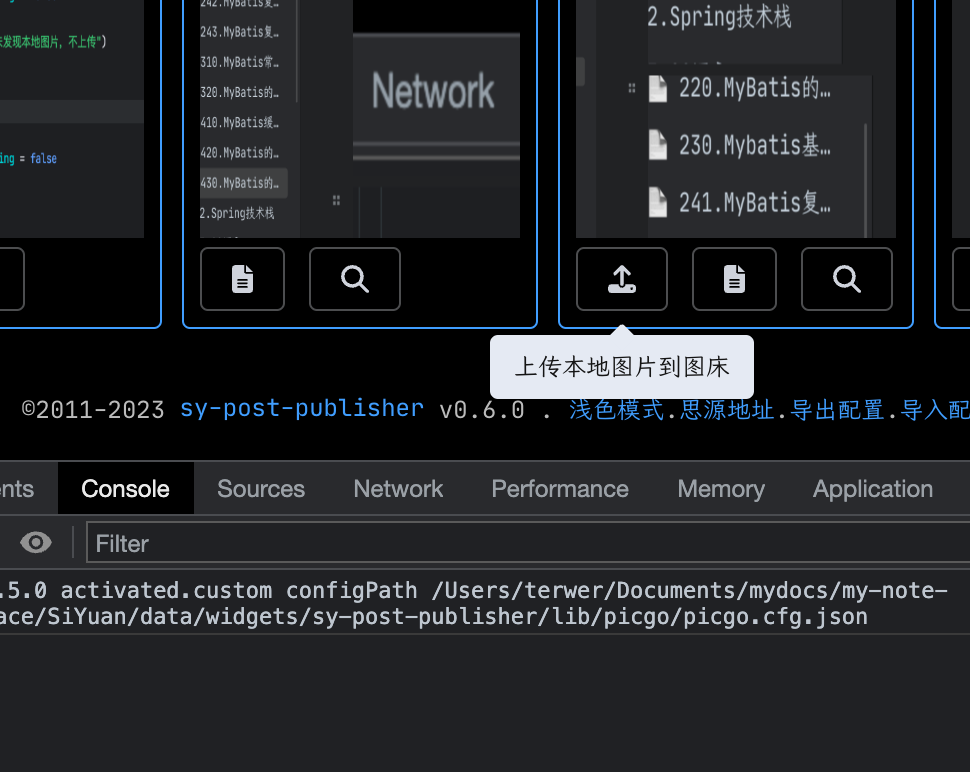 242.MyBatis复…
243.MyBatis复…
310.MyBatis常…
320.MyBatis的…
410.MyBatis缓…
420.MyBatis的…
430.MyBatis的…
2.Spring技术栈
未发现本地图片，不上传")
ing = false
Network
2.Spring技术栈
220.MyBatis的…
230.Mybatis基…
241.MyBatis复…
上传本地图片到图床
©2011-2023 sy-post-publisher v0.6.0 . 浅色模式.思源地址.导出配置.导入配
ents Console Sources Network Performance Memory Application
Filter
.5.0 activated.custom configPath /Users/terwer/Documents/mydocs/my-note-
ace/SiYuan/data/widgets/sy-post-publisher/lib/picgo/picgo.cfg.json